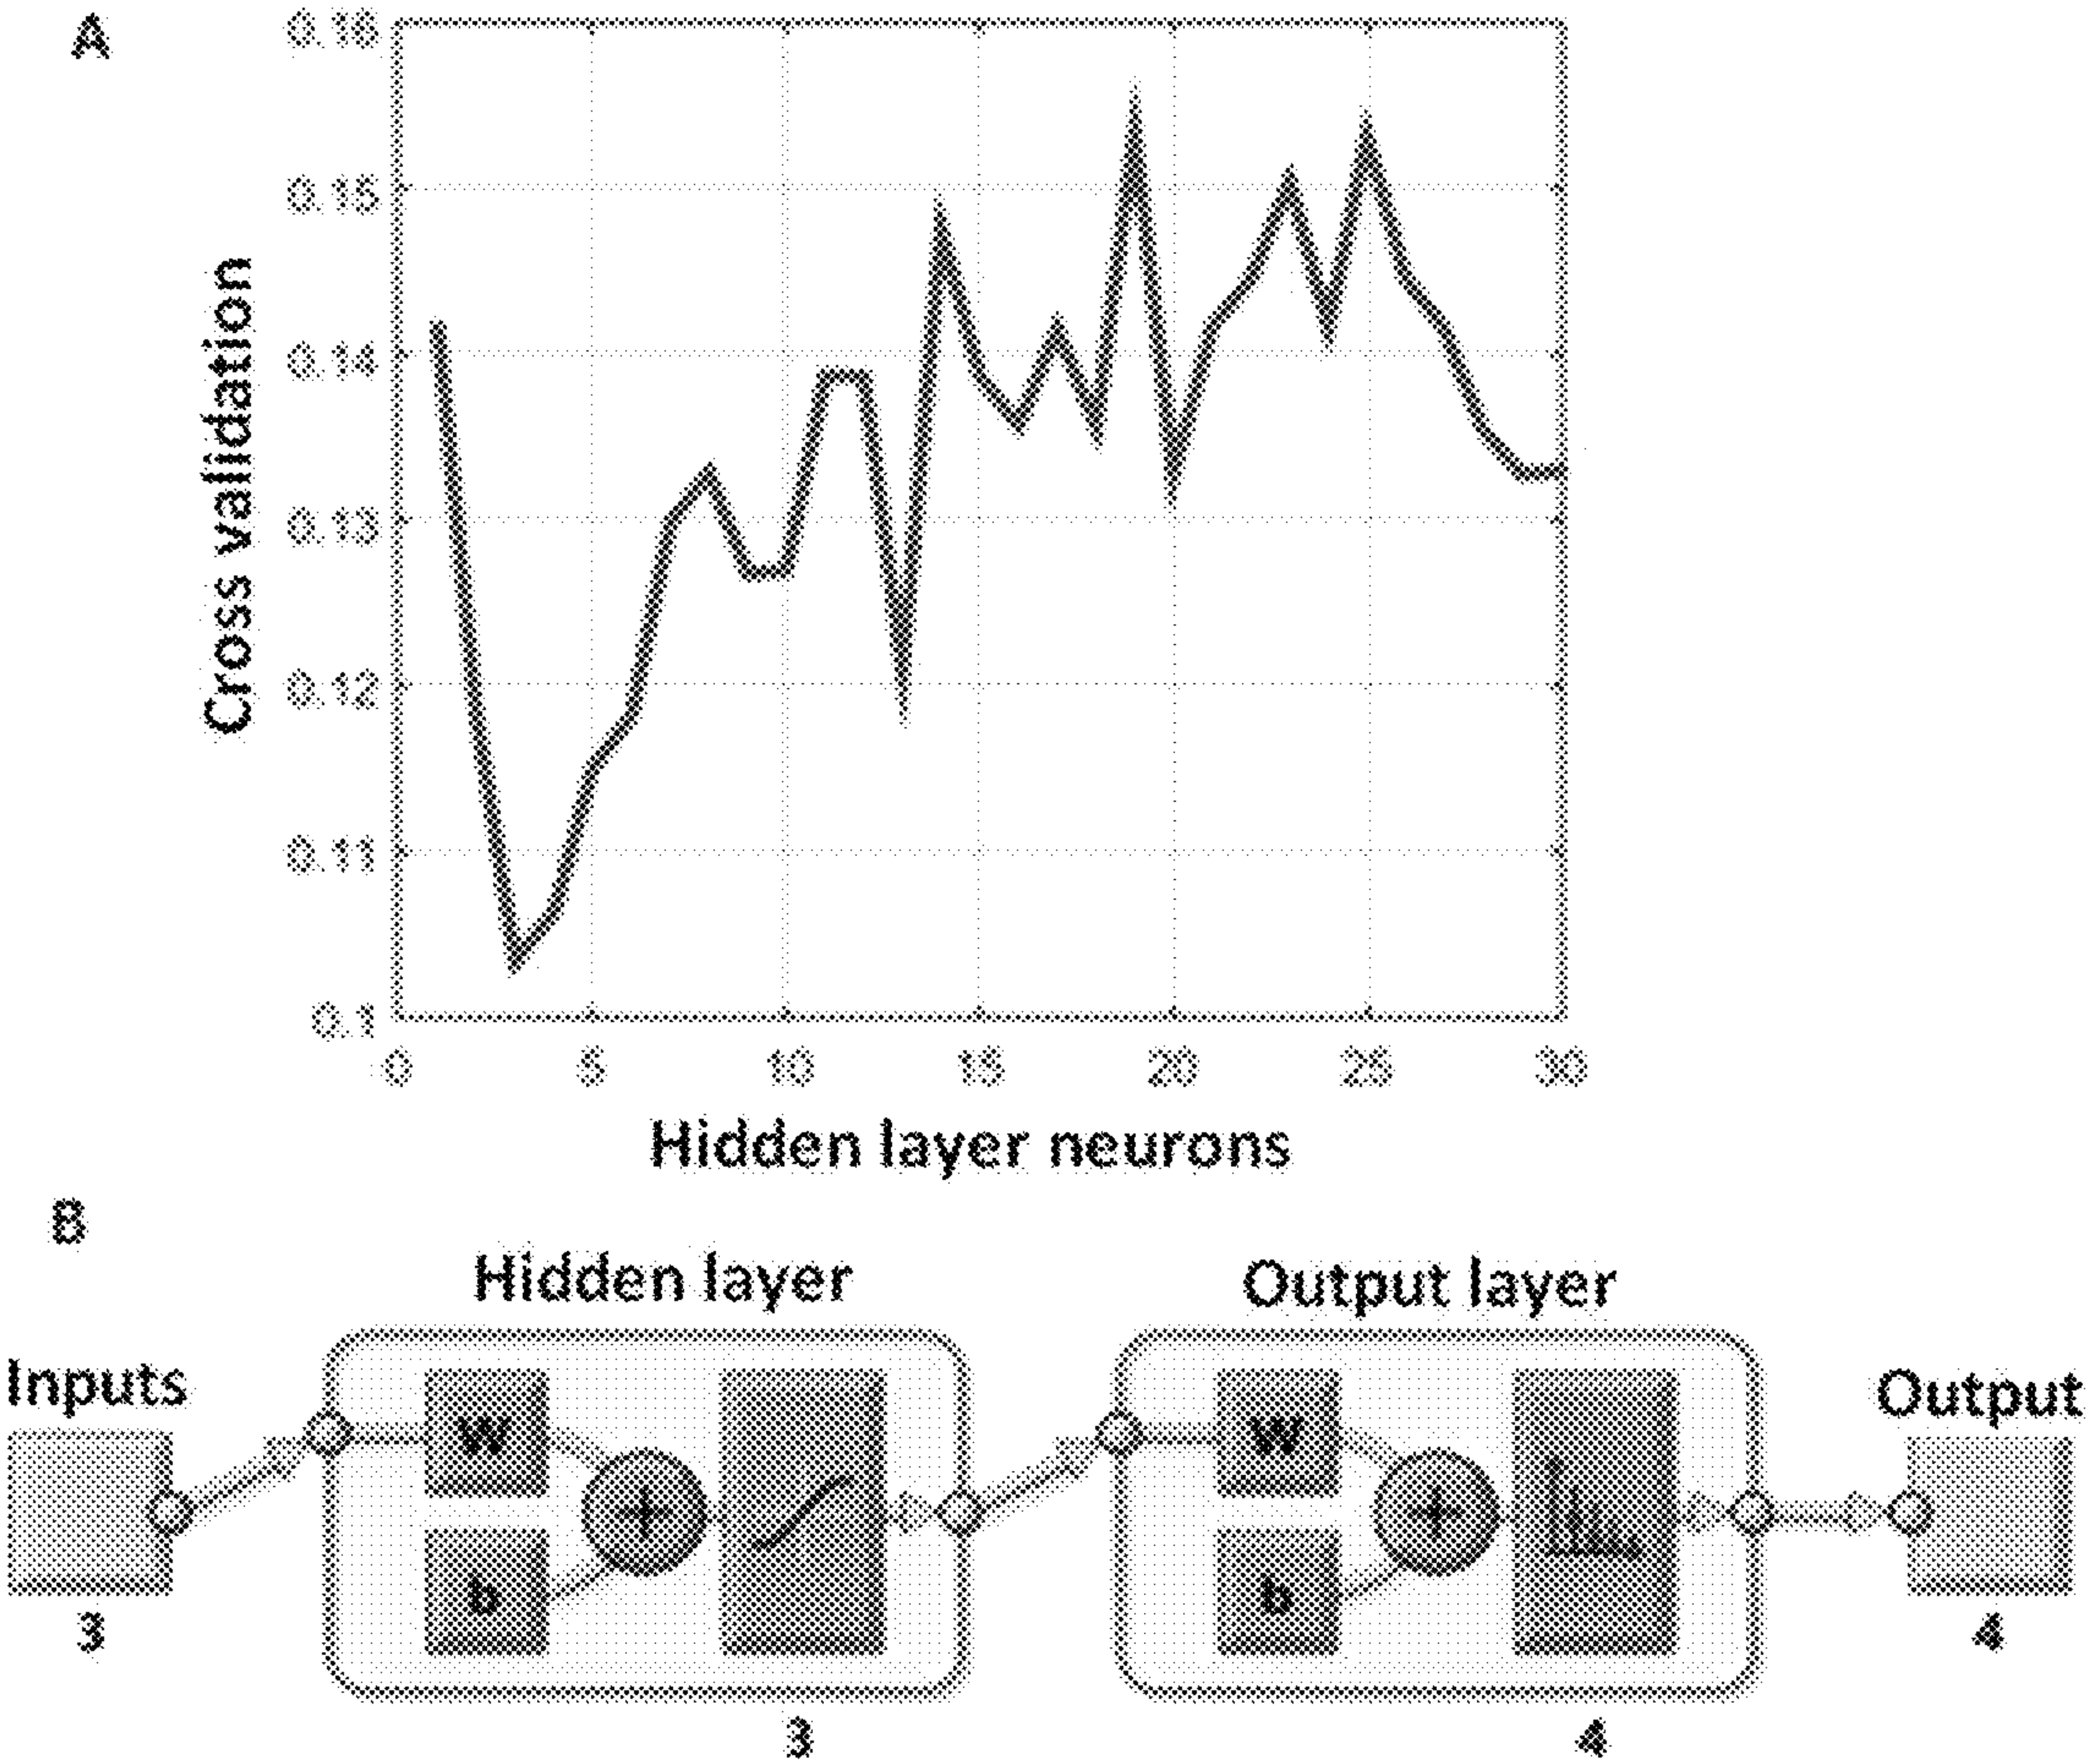 A
0.16
0.15
0.14
0.13
0.12
0.11
0.1
Cross validation
0 5 10 15 20 25 30
Hidden layer neurons
B
Hidden layer Output layer
Inputs Output
W W
+ +
b b
3 4
3 4